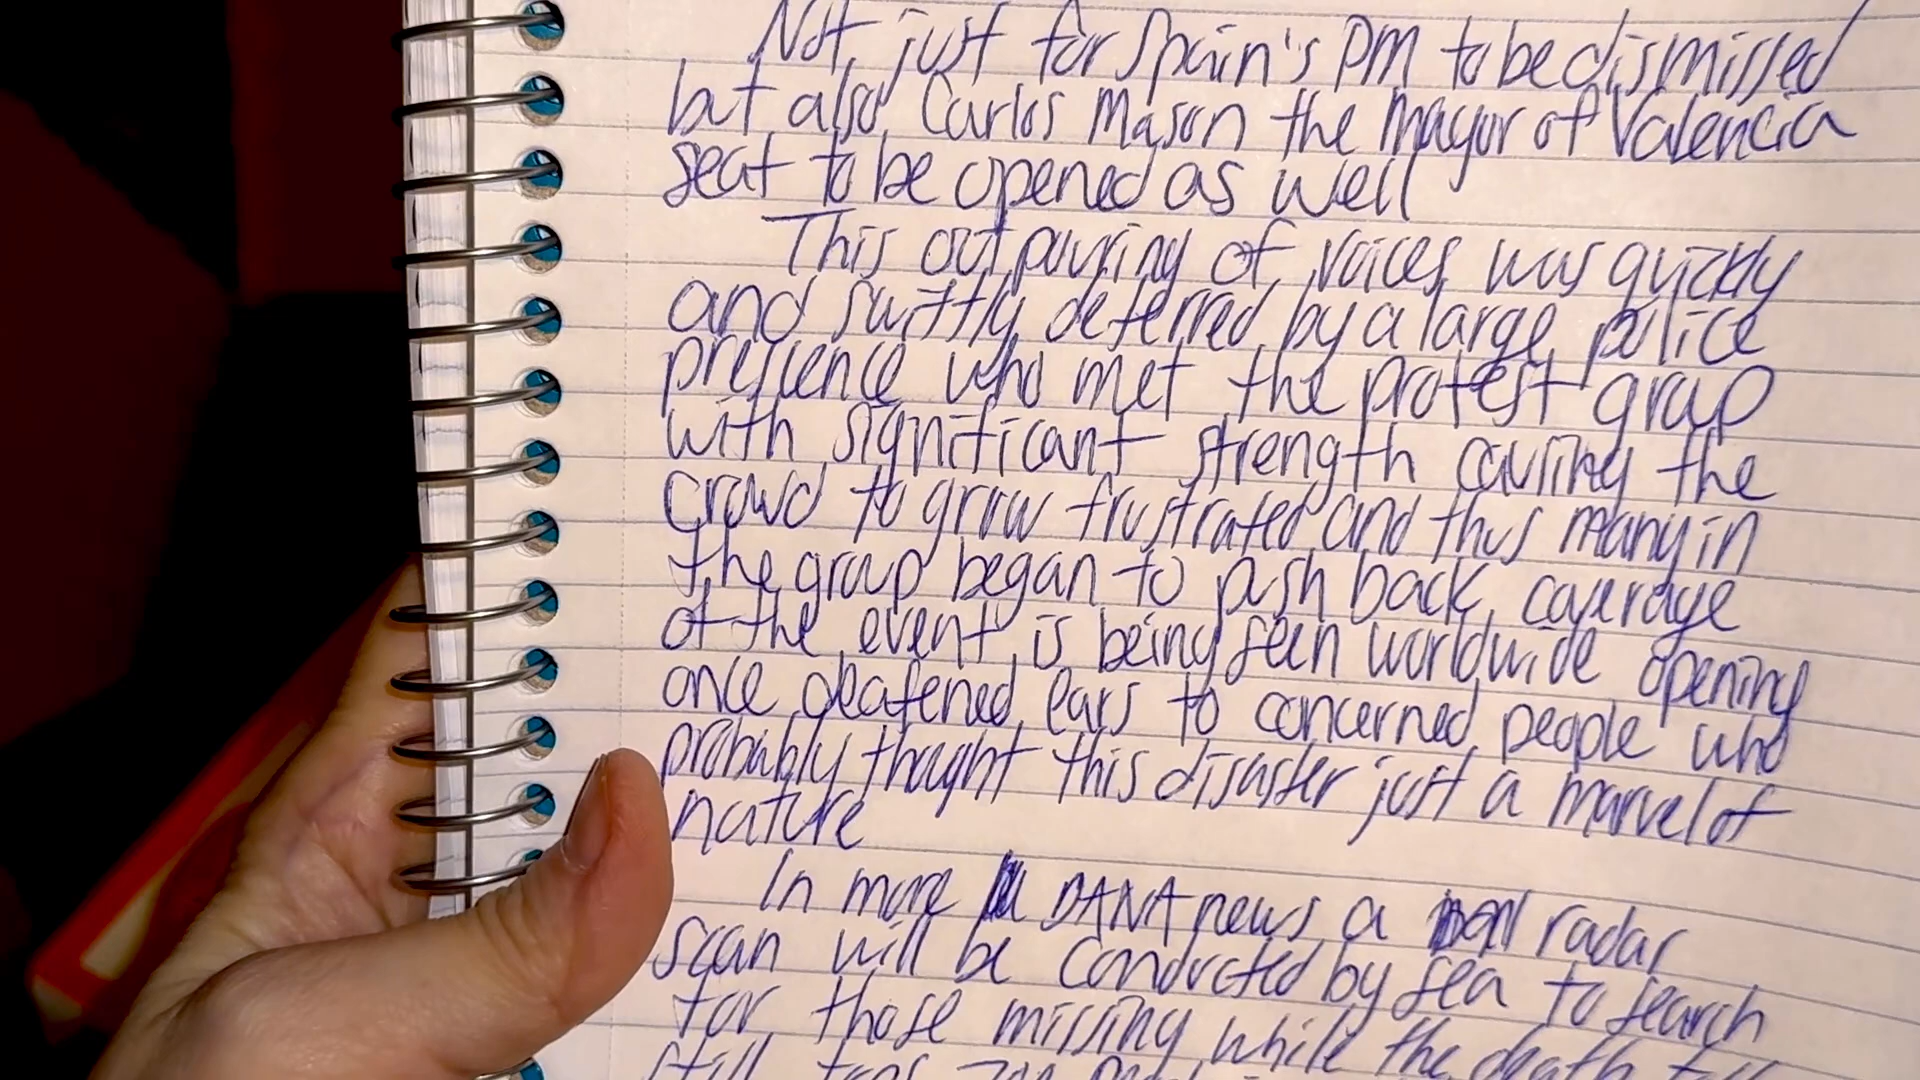 Not just for Spain's PM to be dismissed
but also Carlos Mason the mayor of Valencia
seat to be opened as well
This outpouring of voices was quickly
and swiftly deterred by a large police
prescience who met the protest group
with significant strength causing the
crowd to grow frustrated and thus many in
the group began to push back, coverage
of the event is being seen worldwide opening
once deafened ears to concerned people who
probably thought this disaster just a marvel of
nature
In more DANA news a radar
scan will be conducted by sea to search
for those missing while the death toll
still tops